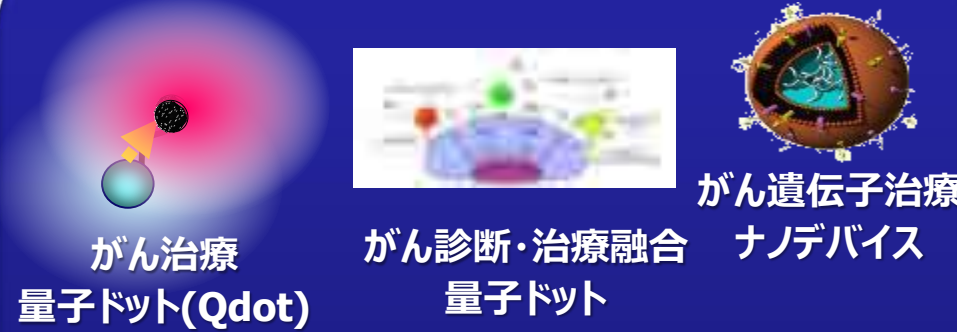 がん治療
量子ドット(Qdot)
がん診断・治療融合
量子ドット
がん遺伝子治療
ナノデバイス